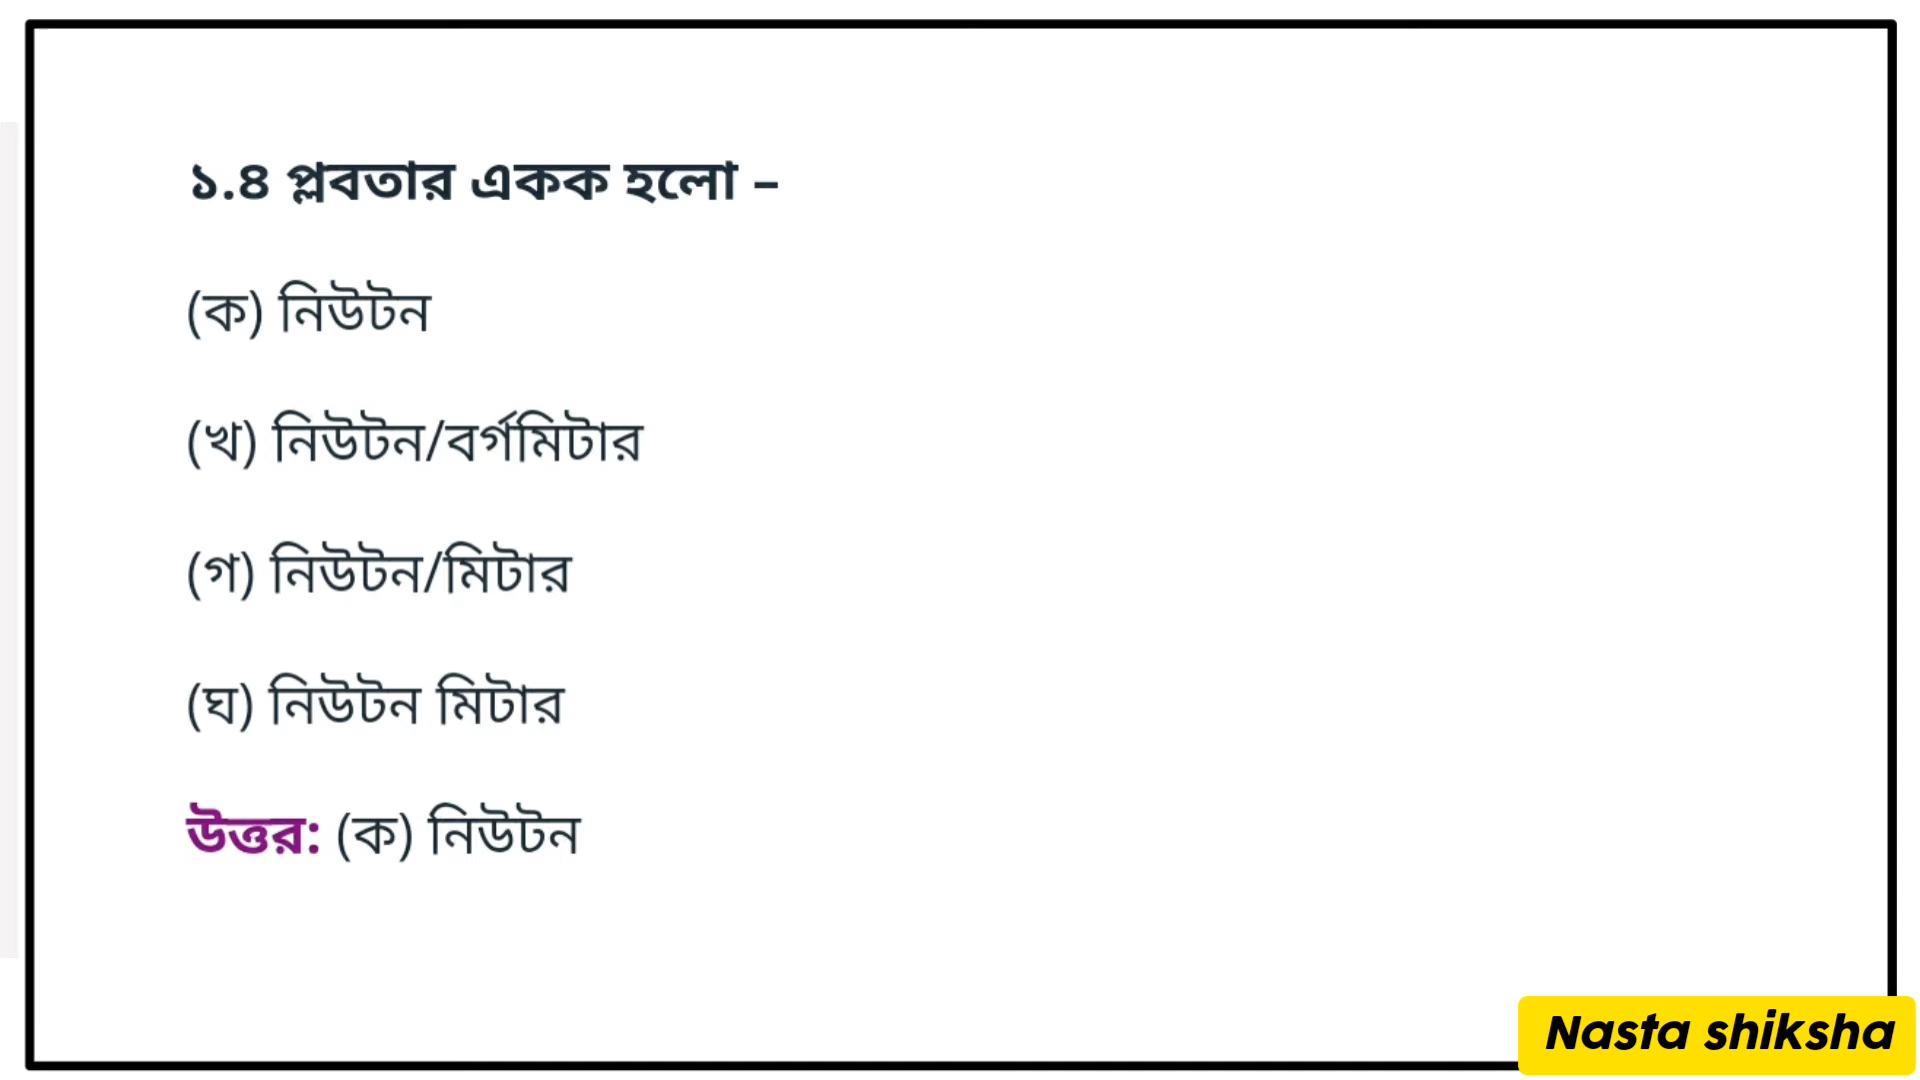 ১.৪ প্লবতার একক হলো –
(ক) নিউটন
(খ) নিউটন/বর্গমিটার
(গ) নিউটন/মিটার
(ঘ) নিউটন মিটার
উত্তর: (ক) নিউটন
Nasta shiksha